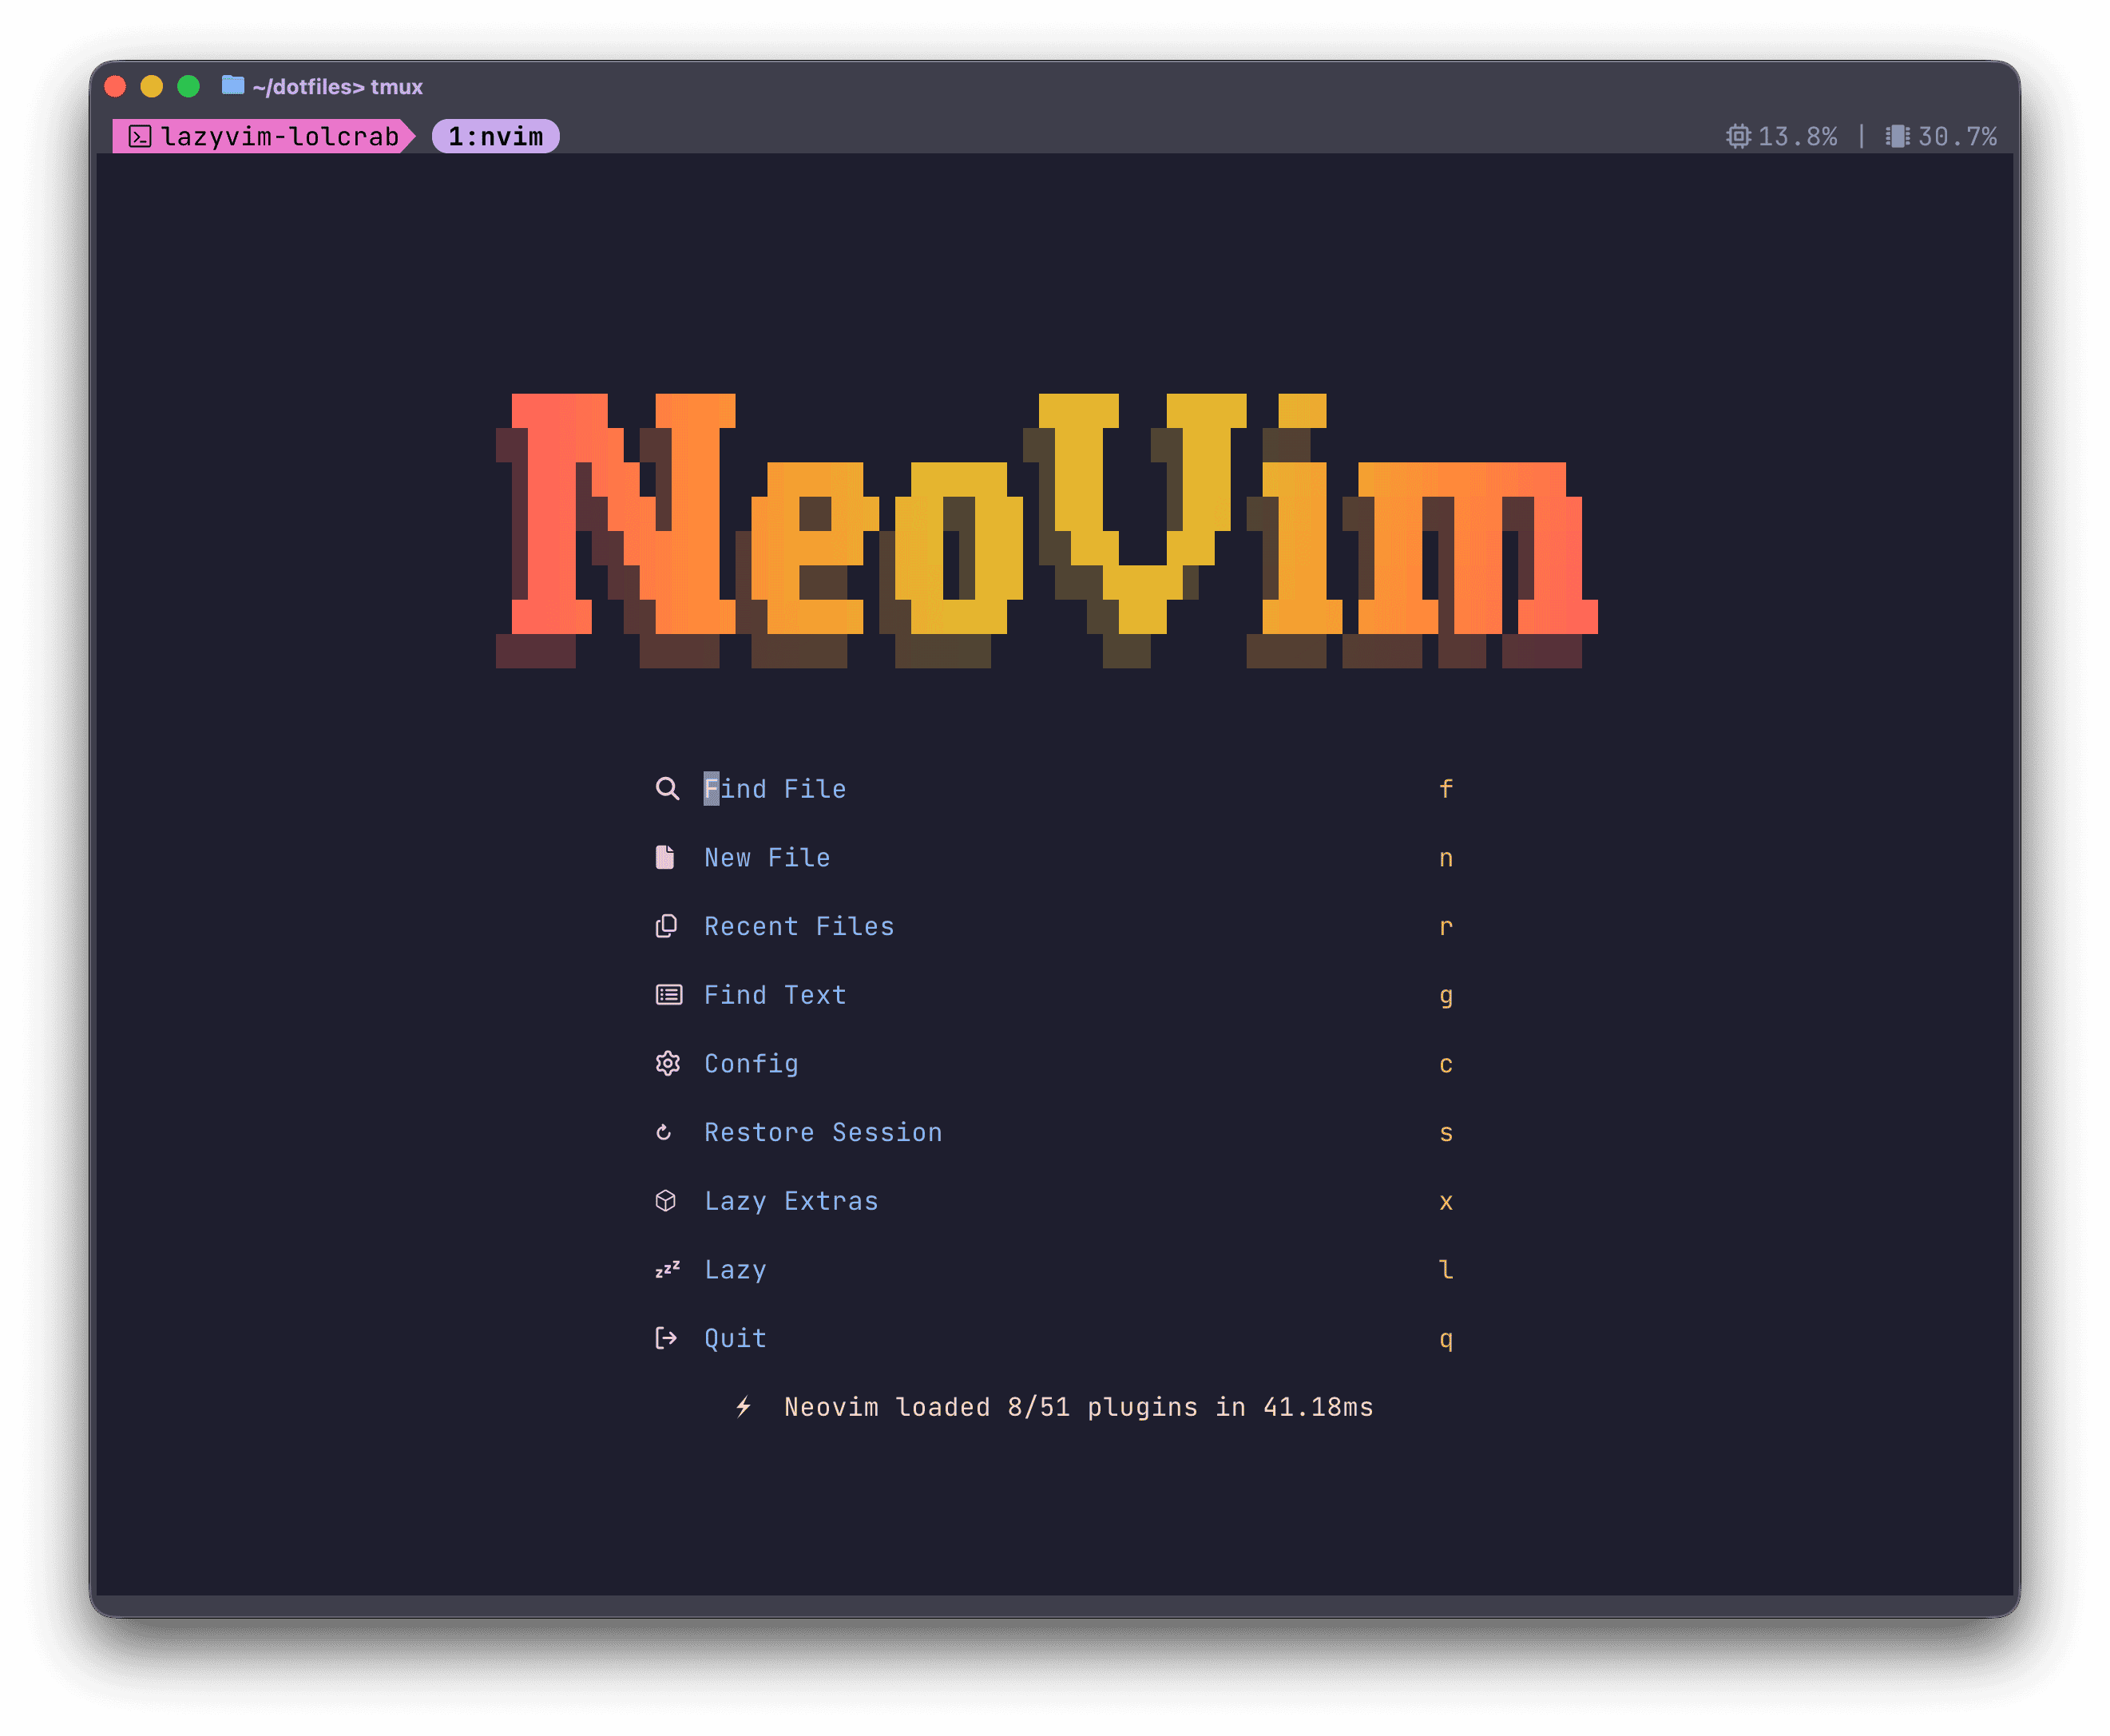 ~/dotfiles> tmux
lazyvim-lolcrab 1:nvim 13.8% | 30.7%
NeoVim
Find File f
New File n
Recent Files r
Find Text g
Config c
Restore Session s
Lazy Extras x
zzz Lazy l
Quit q
Neovim loaded 8/51 plugins in 41.18ms